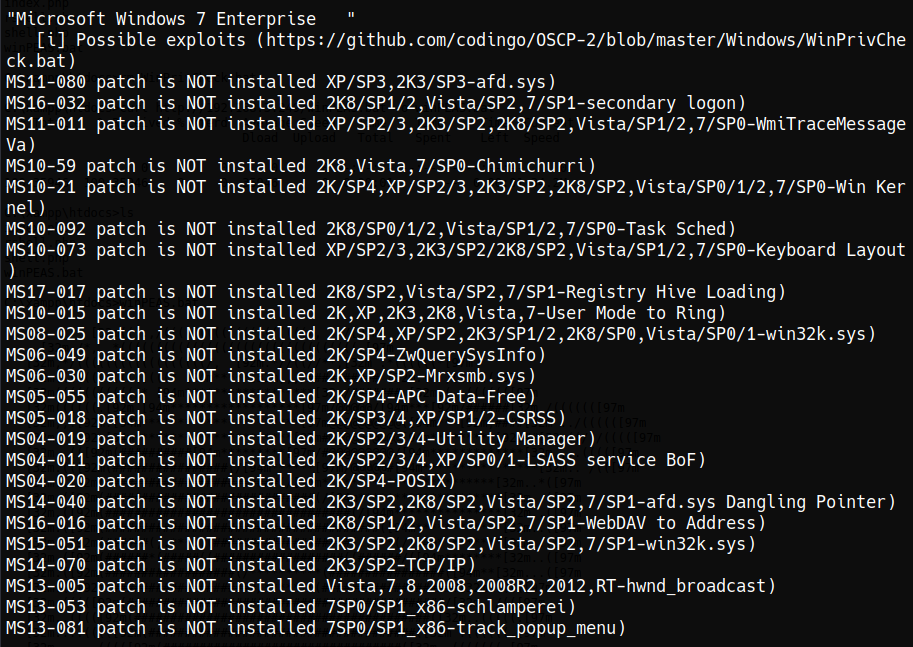 "Microsoft Windows 7 Enterprise   "
   [i] Possible exploits (https://github.com/codingo/OSCP-2/blob/master/Windows/WinPrivChe
ck.bat)
MS11-080 patch is NOT installed XP/SP3,2K3/SP3-afd.sys)
MS16-032 patch is NOT installed 2K8/SP1/2,Vista/SP2,7/SP1-secondary logon)
MS11-011 patch is NOT installed XP/SP2/3,2K3/SP2,2K8/SP2,Vista/SP1/2,7/SP0-WmiTraceMessage
Va)
MS10-59 patch is NOT installed 2K8,Vista,7/SP0-Chimichurri)
MS10-21 patch is NOT installed 2K/SP4,XP/SP2/3,2K3/SP2,2K8/SP2,Vista/SP0/1/2,7/SP0-Win Ker
nel)
MS10-092 patch is NOT installed 2K8/SP0/1/2,Vista/SP1/2,7/SP0-Task Sched)
MS10-073 patch is NOT installed XP/SP2/3,2K3/SP2/2K8/SP2,Vista/SP1/2,7/SP0-Keyboard Layout
)
MS17-017 patch is NOT installed 2K8/SP2,Vista/SP2,7/SP1-Registry Hive Loading)
MS10-015 patch is NOT installed 2K,XP,2K3,2K8,Vista,7-User Mode to Ring)
MS08-025 patch is NOT installed 2K/SP4,XP/SP2,2K3/SP1/2,2K8/SP0,Vista/SP0/1-win32k.sys)
MS06-049 patch is NOT installed 2K/SP4-ZwQuerySysInfo)
MS06-030 patch is NOT installed 2K,XP/SP2-Mrxsmb.sys)
MS05-055 patch is NOT installed 2K/SP4-APC Data-Free)
MS05-018 patch is NOT installed 2K/SP3/4,XP/SP1/2-CSRSS)
MS04-019 patch is NOT installed 2K/SP2/3/4-Utility Manager)
MS04-011 patch is NOT installed 2K/SP2/3/4,XP/SP0/1-LSASS service BoF)
MS04-020 patch is NOT installed 2K/SP4-POSIX)
MS14-040 patch is NOT installed 2K3/SP2,2K8/SP2,Vista/SP2,7/SP1-afd.sys Dangling Pointer)
MS16-016 patch is NOT installed 2K8/SP1/2,Vista/SP2,7/SP1-WebDAV to Address)
MS15-051 patch is NOT installed 2K3/SP2,2K8/SP2,Vista/SP2,7/SP1-win32k.sys)
MS14-070 patch is NOT installed 2K3/SP2-TCP/IP)
MS13-005 patch is NOT installed Vista,7,8,2008,2008R2,2012,RT-hwnd_broadcast)
MS13-053 patch is NOT installed 7SP0/SP1_x86-schlamperei)
MS13-081 patch is NOT installed 7SP0/SP1_x86-track_popup_menu)